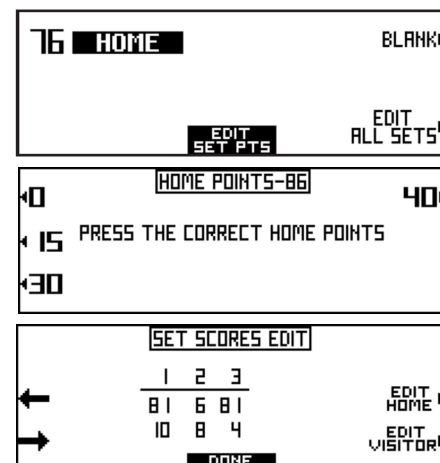 76 HOME
BLANK
EDIT
ALL SETS
EDIT
SET PTS
HOME POINTS-86
0
40
15
PRESS THE CORRECT HOME POINTS
30
SET SCORES EDIT
1 2 3
81 6 81
10 8 4
EDIT
HOME
EDIT
VISITOR
DONE